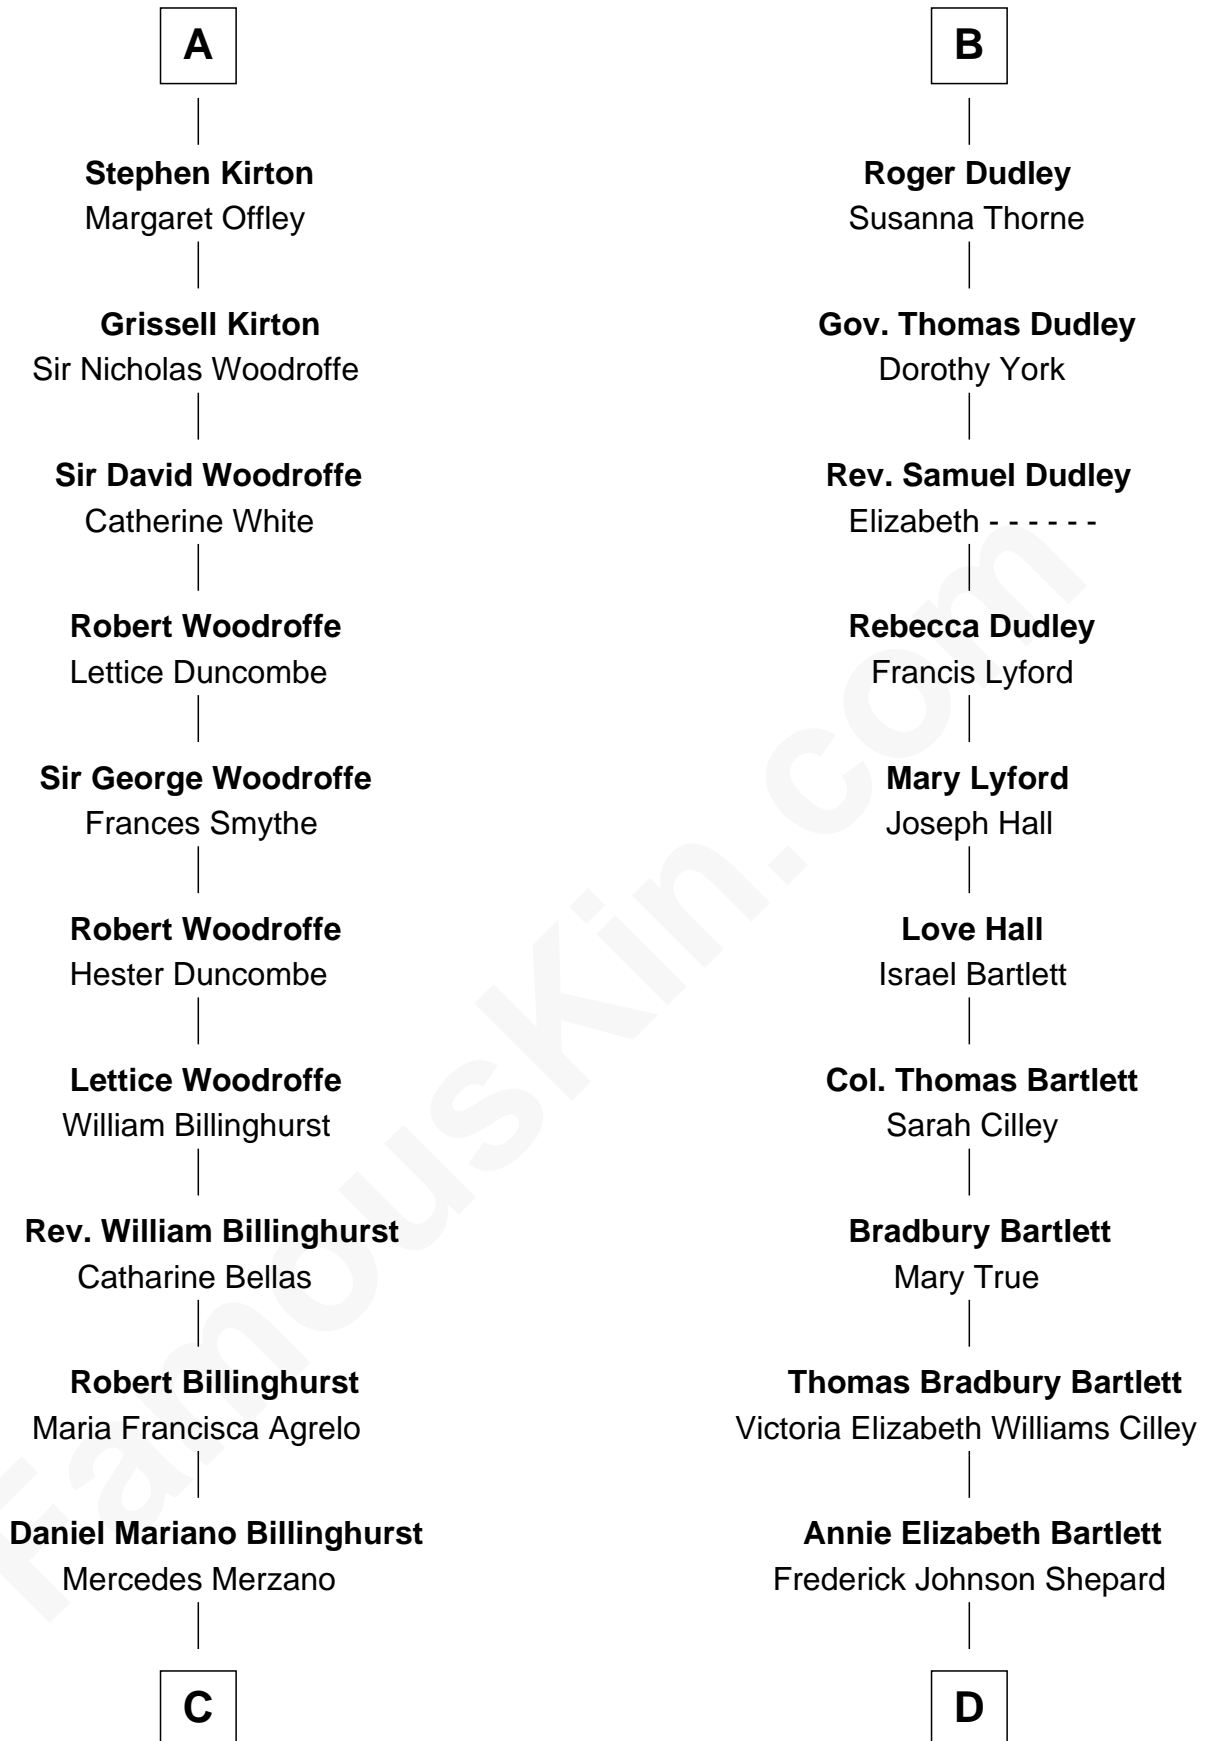 A
Stephen Kirton
Margaret Offley
Grissell Kirton
Sir Nicholas Woodroffe
Sir David Woodroffe
Catherine White
Robert Woodroffe
Lettice Duncombe
Sir George Woodroffe
Frances Smythe
Robert Woodroffe
Hester Duncombe
Lettice Woodroffe
William Billinghurst
Rev. William Billinghurst
Catharine Bellas
Robert Billinghurst
Maria Francisca Agrelo
Daniel Mariano Billinghurst
Mercedes Merzano
C
B
Roger Dudley
Susanna Thorne
Gov. Thomas Dudley
Dorothy York
Rev. Samuel Dudley
Elizabeth - - - - - -
Rebecca Dudley
Francis Lyford
Mary Lyford
Joseph Hall
Love Hall
Israel Bartlett
Col. Thomas Bartlett
Sarah Cilley
Bradbury Bartlett
Mary True
Thomas Bradbury Bartlett
Victoria Elizabeth Williams Cilley
Annie Elizabeth Bartlett
Frederick Johnson Shepard
D
FamousKin.com